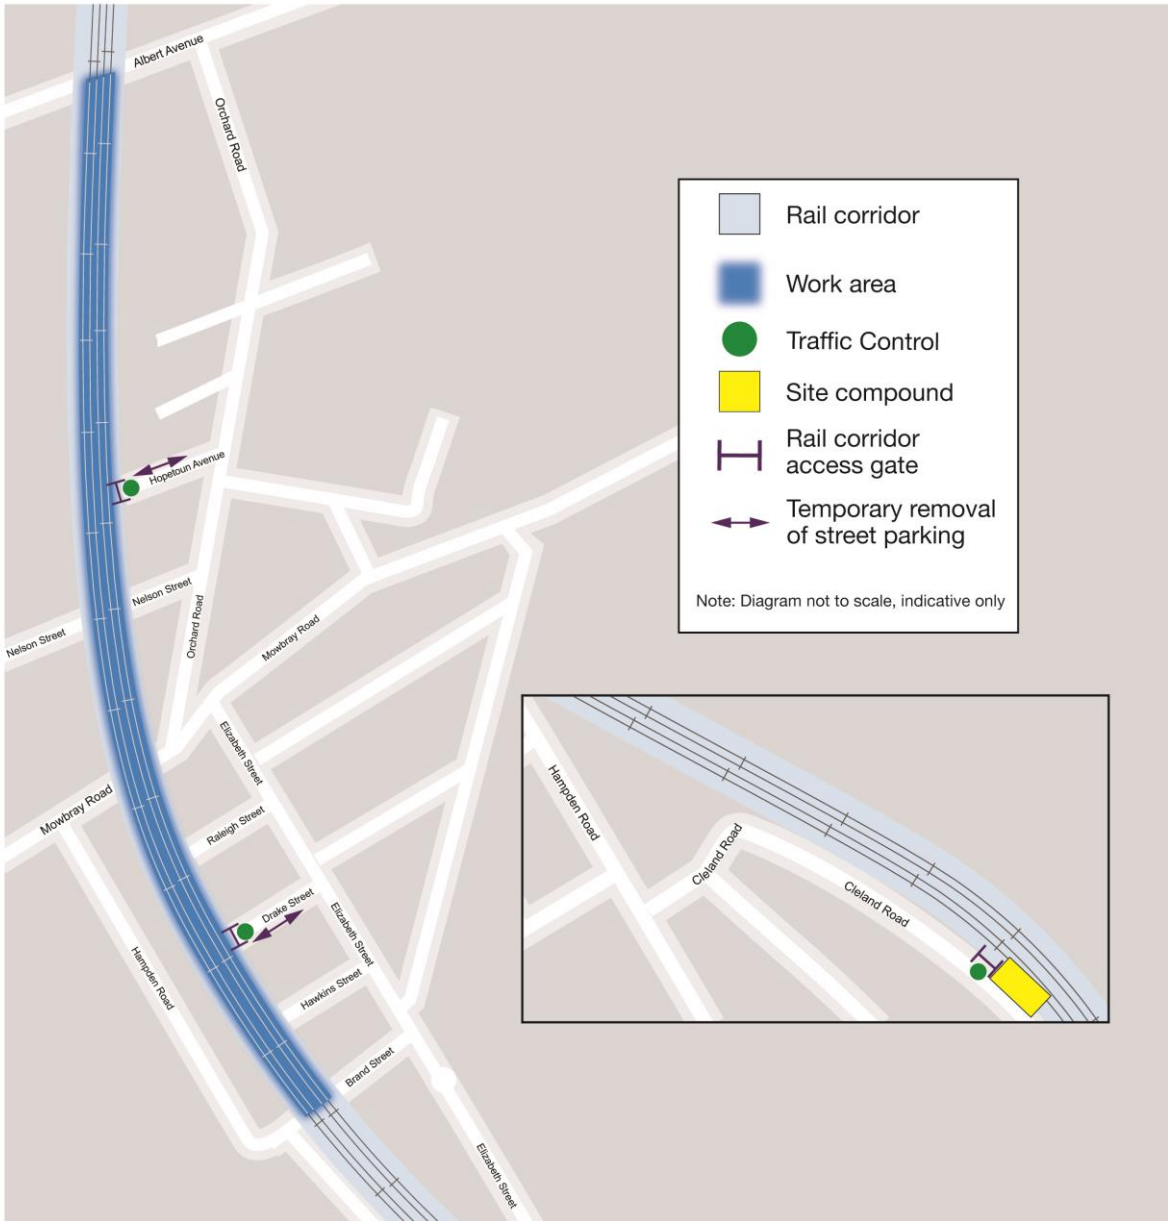 Albert Avenue
Orchard Road
Rail corridor
Work area
Traffic Control
Site compound
Rail corridor
access gate
Temporary removal
of street parking
Note: Diagram not to scale, indicative only
Hopetoun Avenue
Nelson Street
Nelson Street
Orchard Road
Mowbray Road
Elizabeth Street
Mowbray Road
Raleigh Street
Drake Street
Elizabeth Street
Hampden Road
Hawkins Street
Brand Street
Elizabeth Street
Hampden Road
Cleland Road
Cleland Road